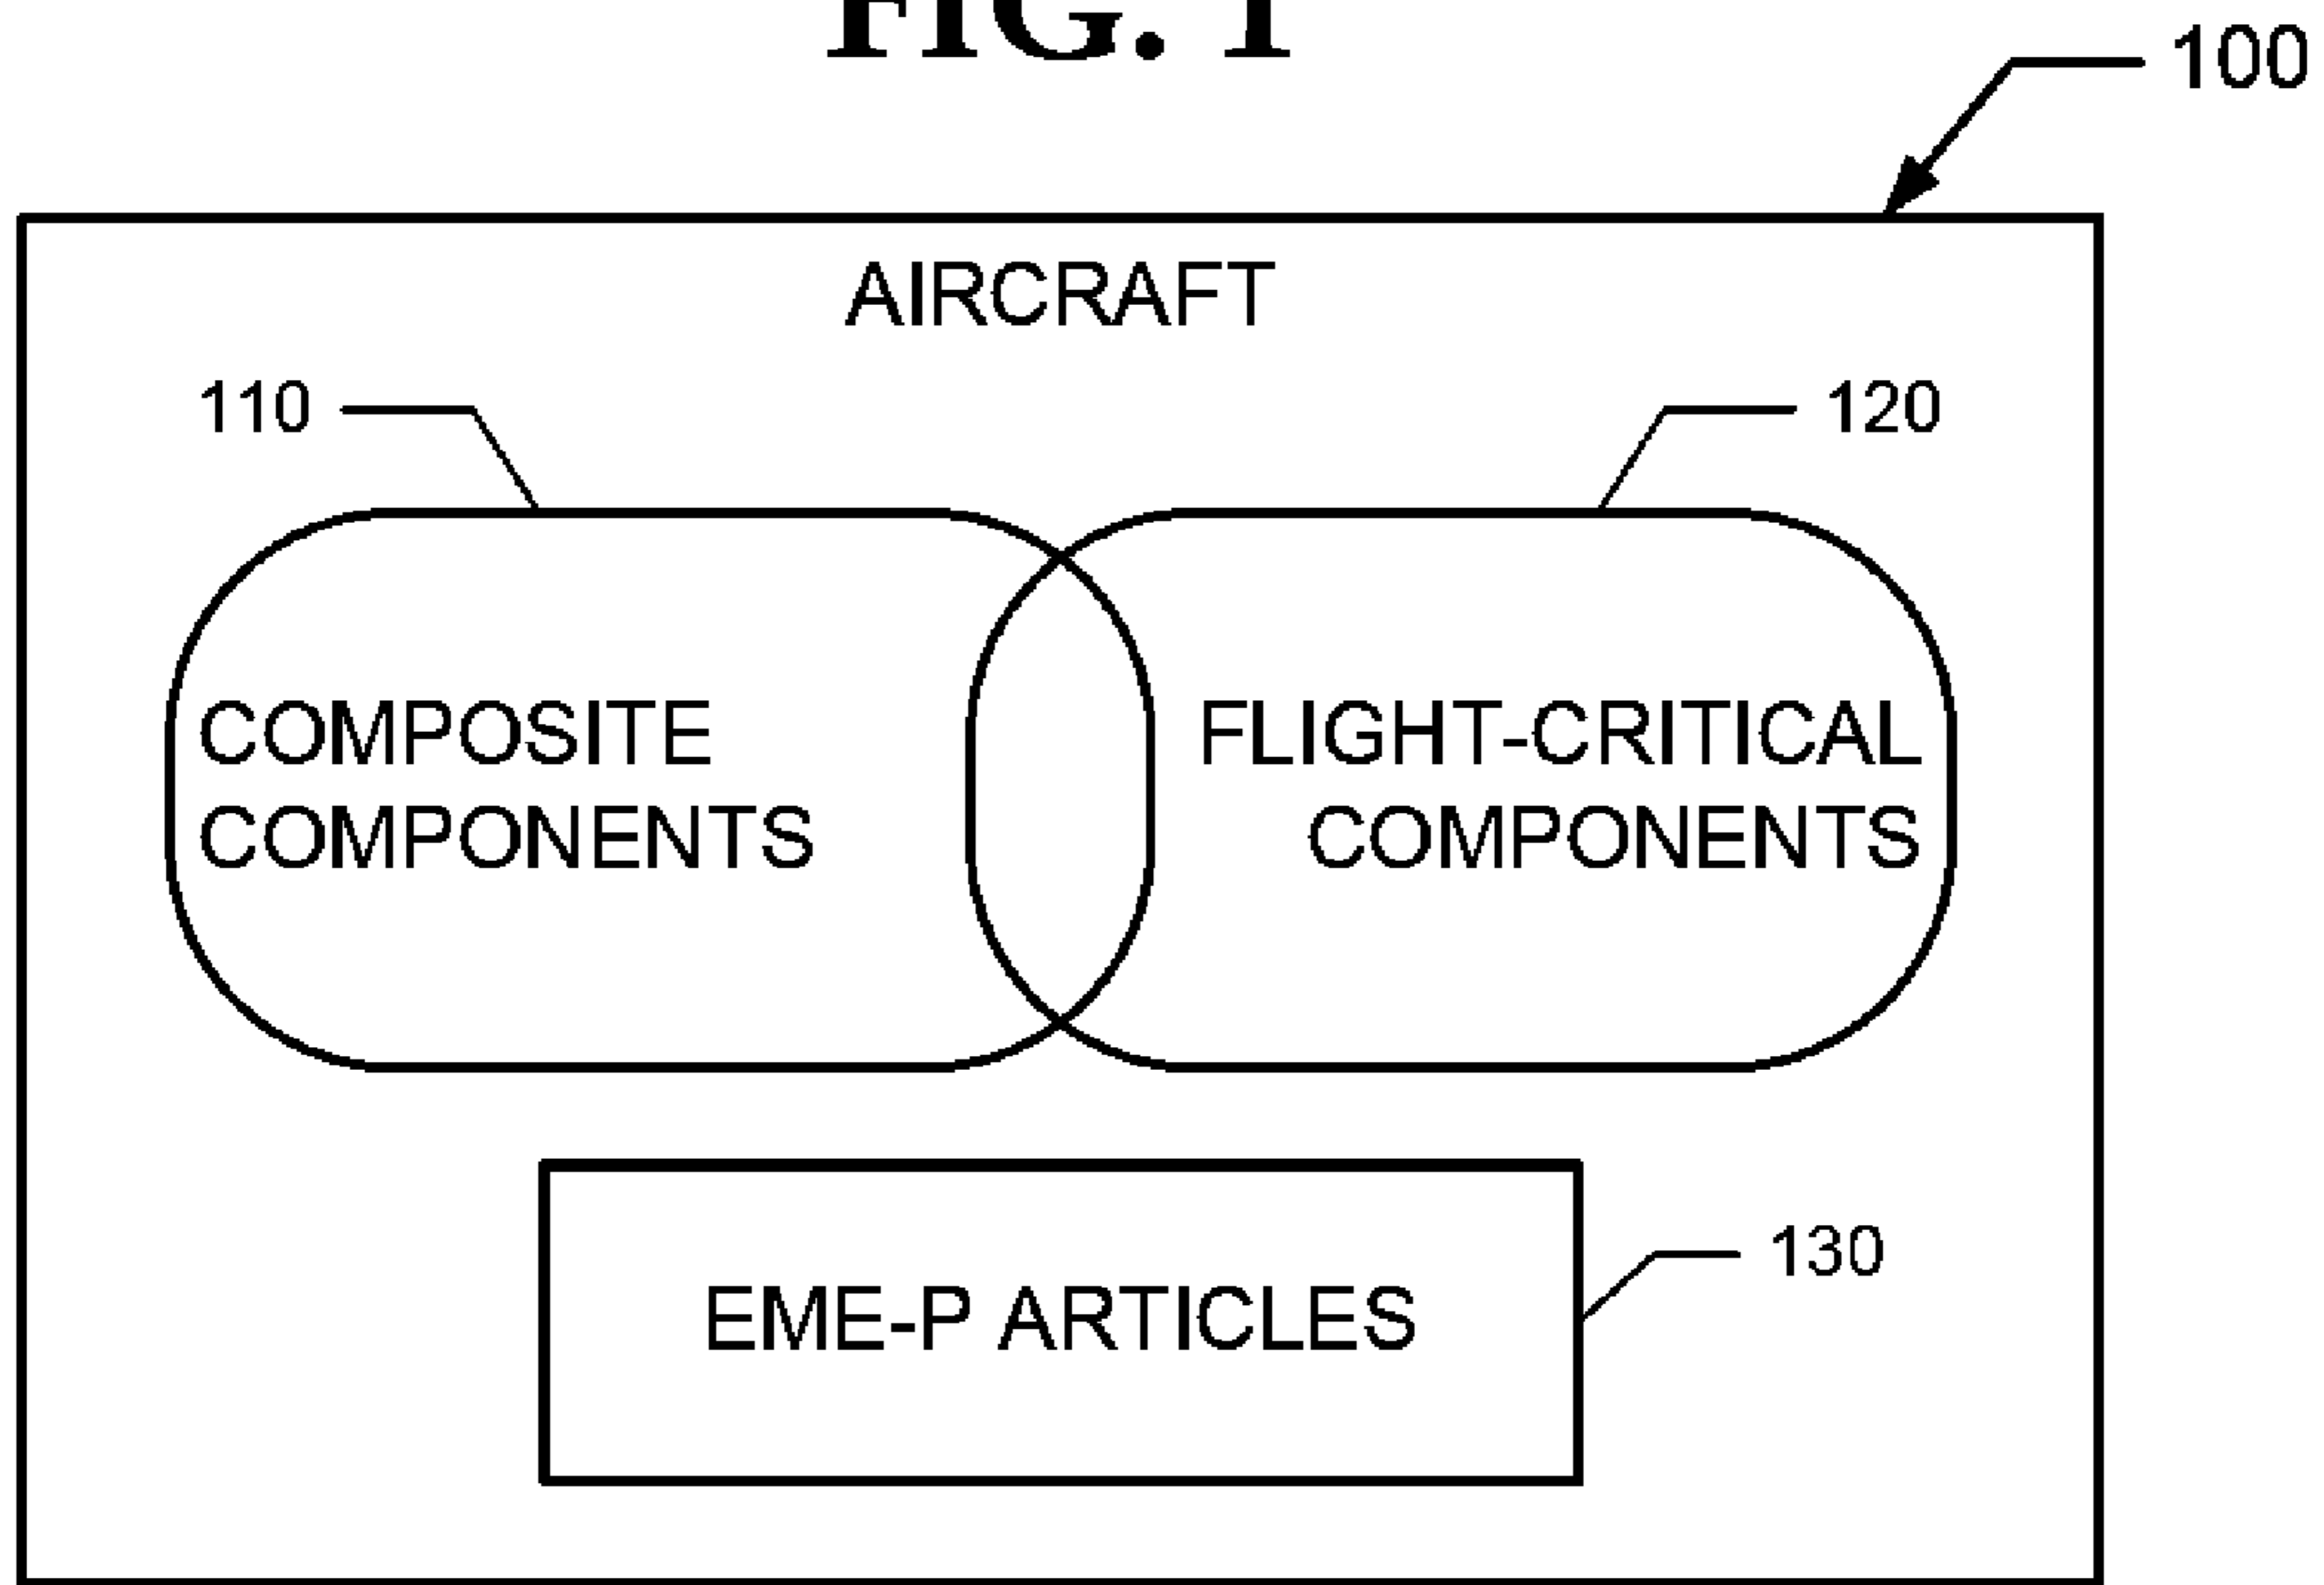 FIG. 1
100
AIRCRAFT
110
120
COMPOSITE
COMPONENTS
FLIGHT-CRITICAL
COMPONENTS
EME-P ARTICLES
130